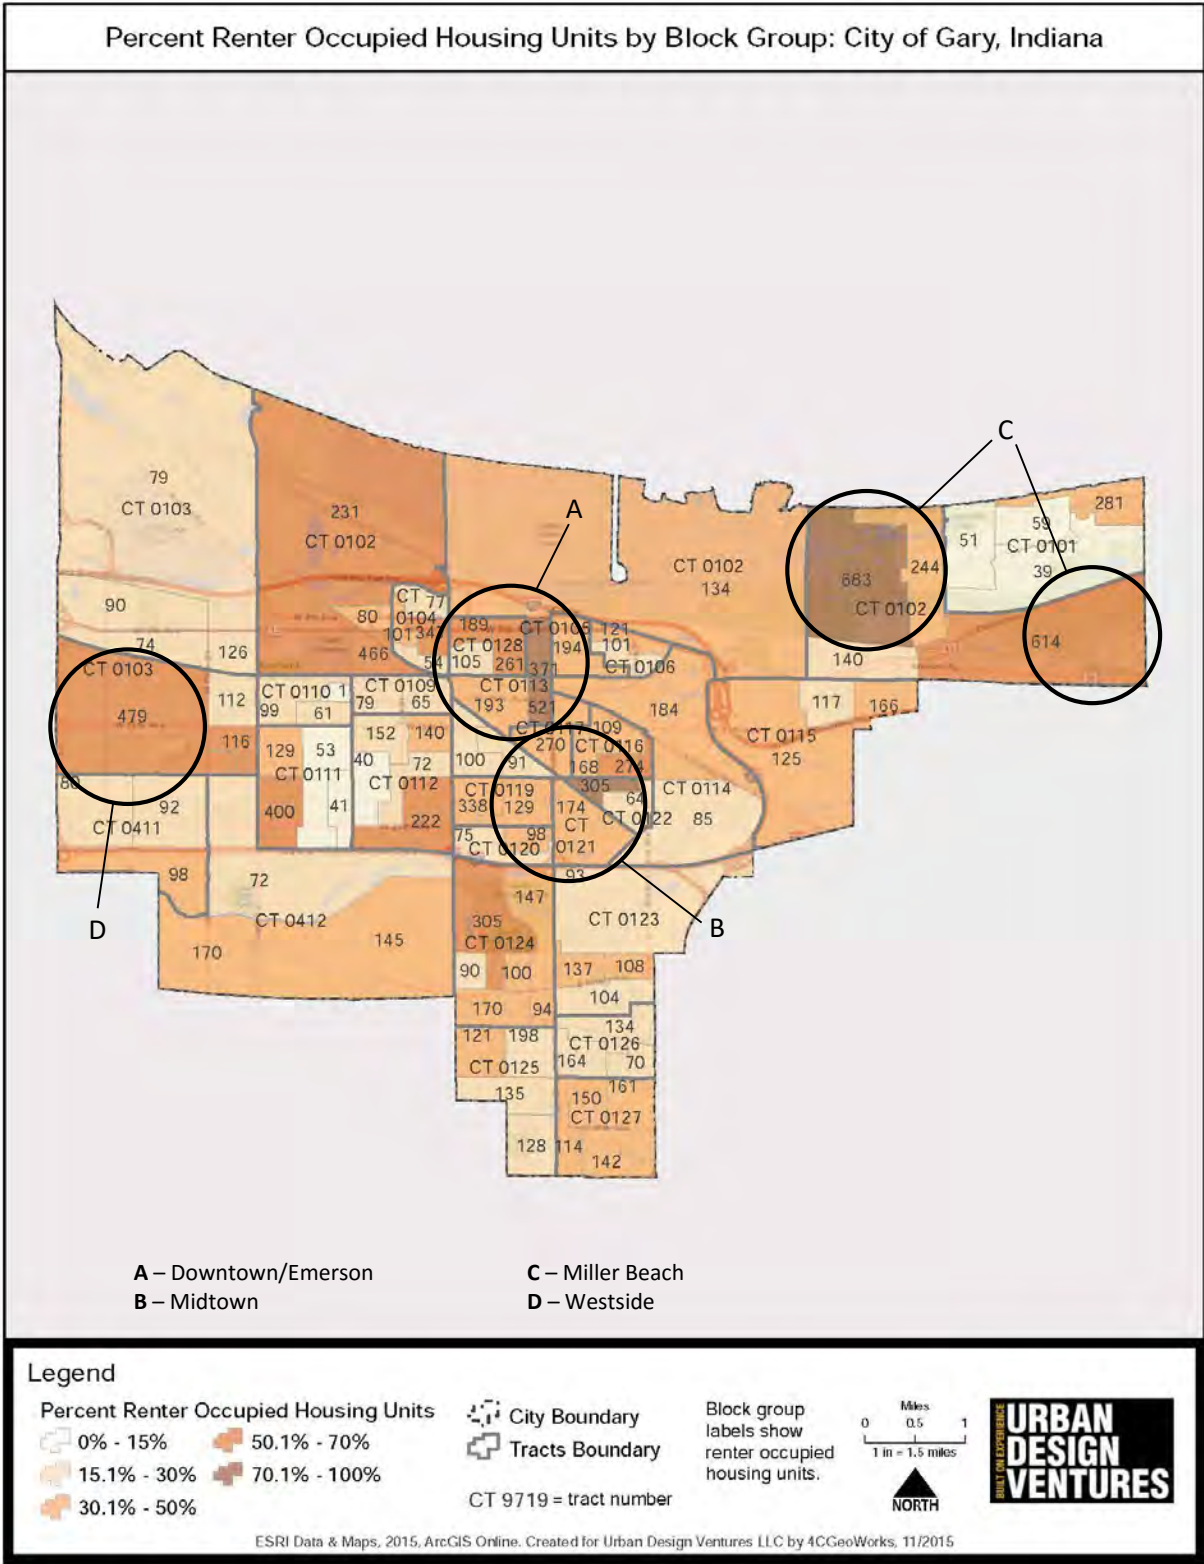 Percent Renter Occupied Housing Units by Block Group: City of Gary, Indiana
C
A
281
79
CT 0103
59
51
CT 0101
231
CT 0102
CT 0102
134
244
39
683
CT 0102
90
CT
77
0104
80
101 34
189
CT 0105
121
614
74
CT 0128
194
101
126
466
54
105
261
371
CT 0106
140
CT 0103
CT 0110
1
CT 0109
CT 0113
112
99
61
79
65
193
521
184
117
166
479
109
CT 0115
116
129
53
152
140
270
CT 0116
125
CT 0111
40
72
100
91
168
274
80
CT 0112
CT 0119
305
64
CT 0114
92
400
41
338
129
174
CT 0122
85
CT 0411
222
CT
75
98
0121
CT 0120
98
72
93
147
D
CT 0412
305
CT 0123
B
145
CT 0124
170
90
100
137
108
104
170
94
121
198
134
CT 0126
CT 0125
164
70
135
161
150
CT 0127
128
114
142
A – Downtown/Emerson
C – Miller Beach
B – Midtown
D – Westside
Legend
Percent Renter Occupied Housing Units
0% - 15%
50.1% - 70%
15.1% - 30%
70.1% - 100%
30.1% - 50%
City Boundary
Tracts Boundary
CT 9719 = tract number
Block group
labels show
renter occupied
housing units.
Miles
0 0.5 1
1 in = 1.5 miles
NORTH
BUILT ON EXPERIENCE
URBAN
DESIGN
VENTURES
ESRI Data & Maps, 2015, ArcGIS Online. Created for Urban Design Ventures LLC by 4CGeoWorks, 11/2015